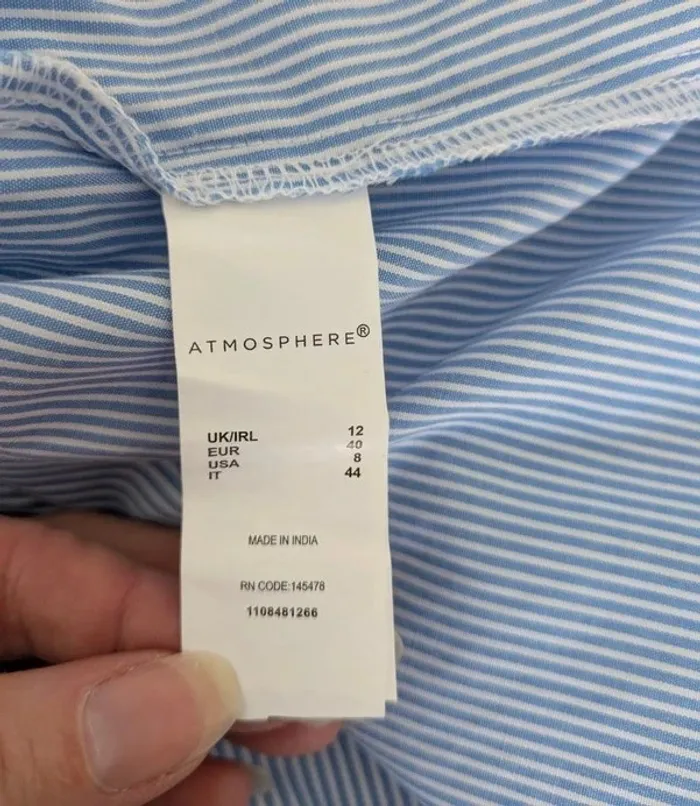 ATMOSPHERE®
UK/IRL 12
EUR 40
USA 8
IT 44
MADE IN INDIA
RN CODE:145478
1108481266